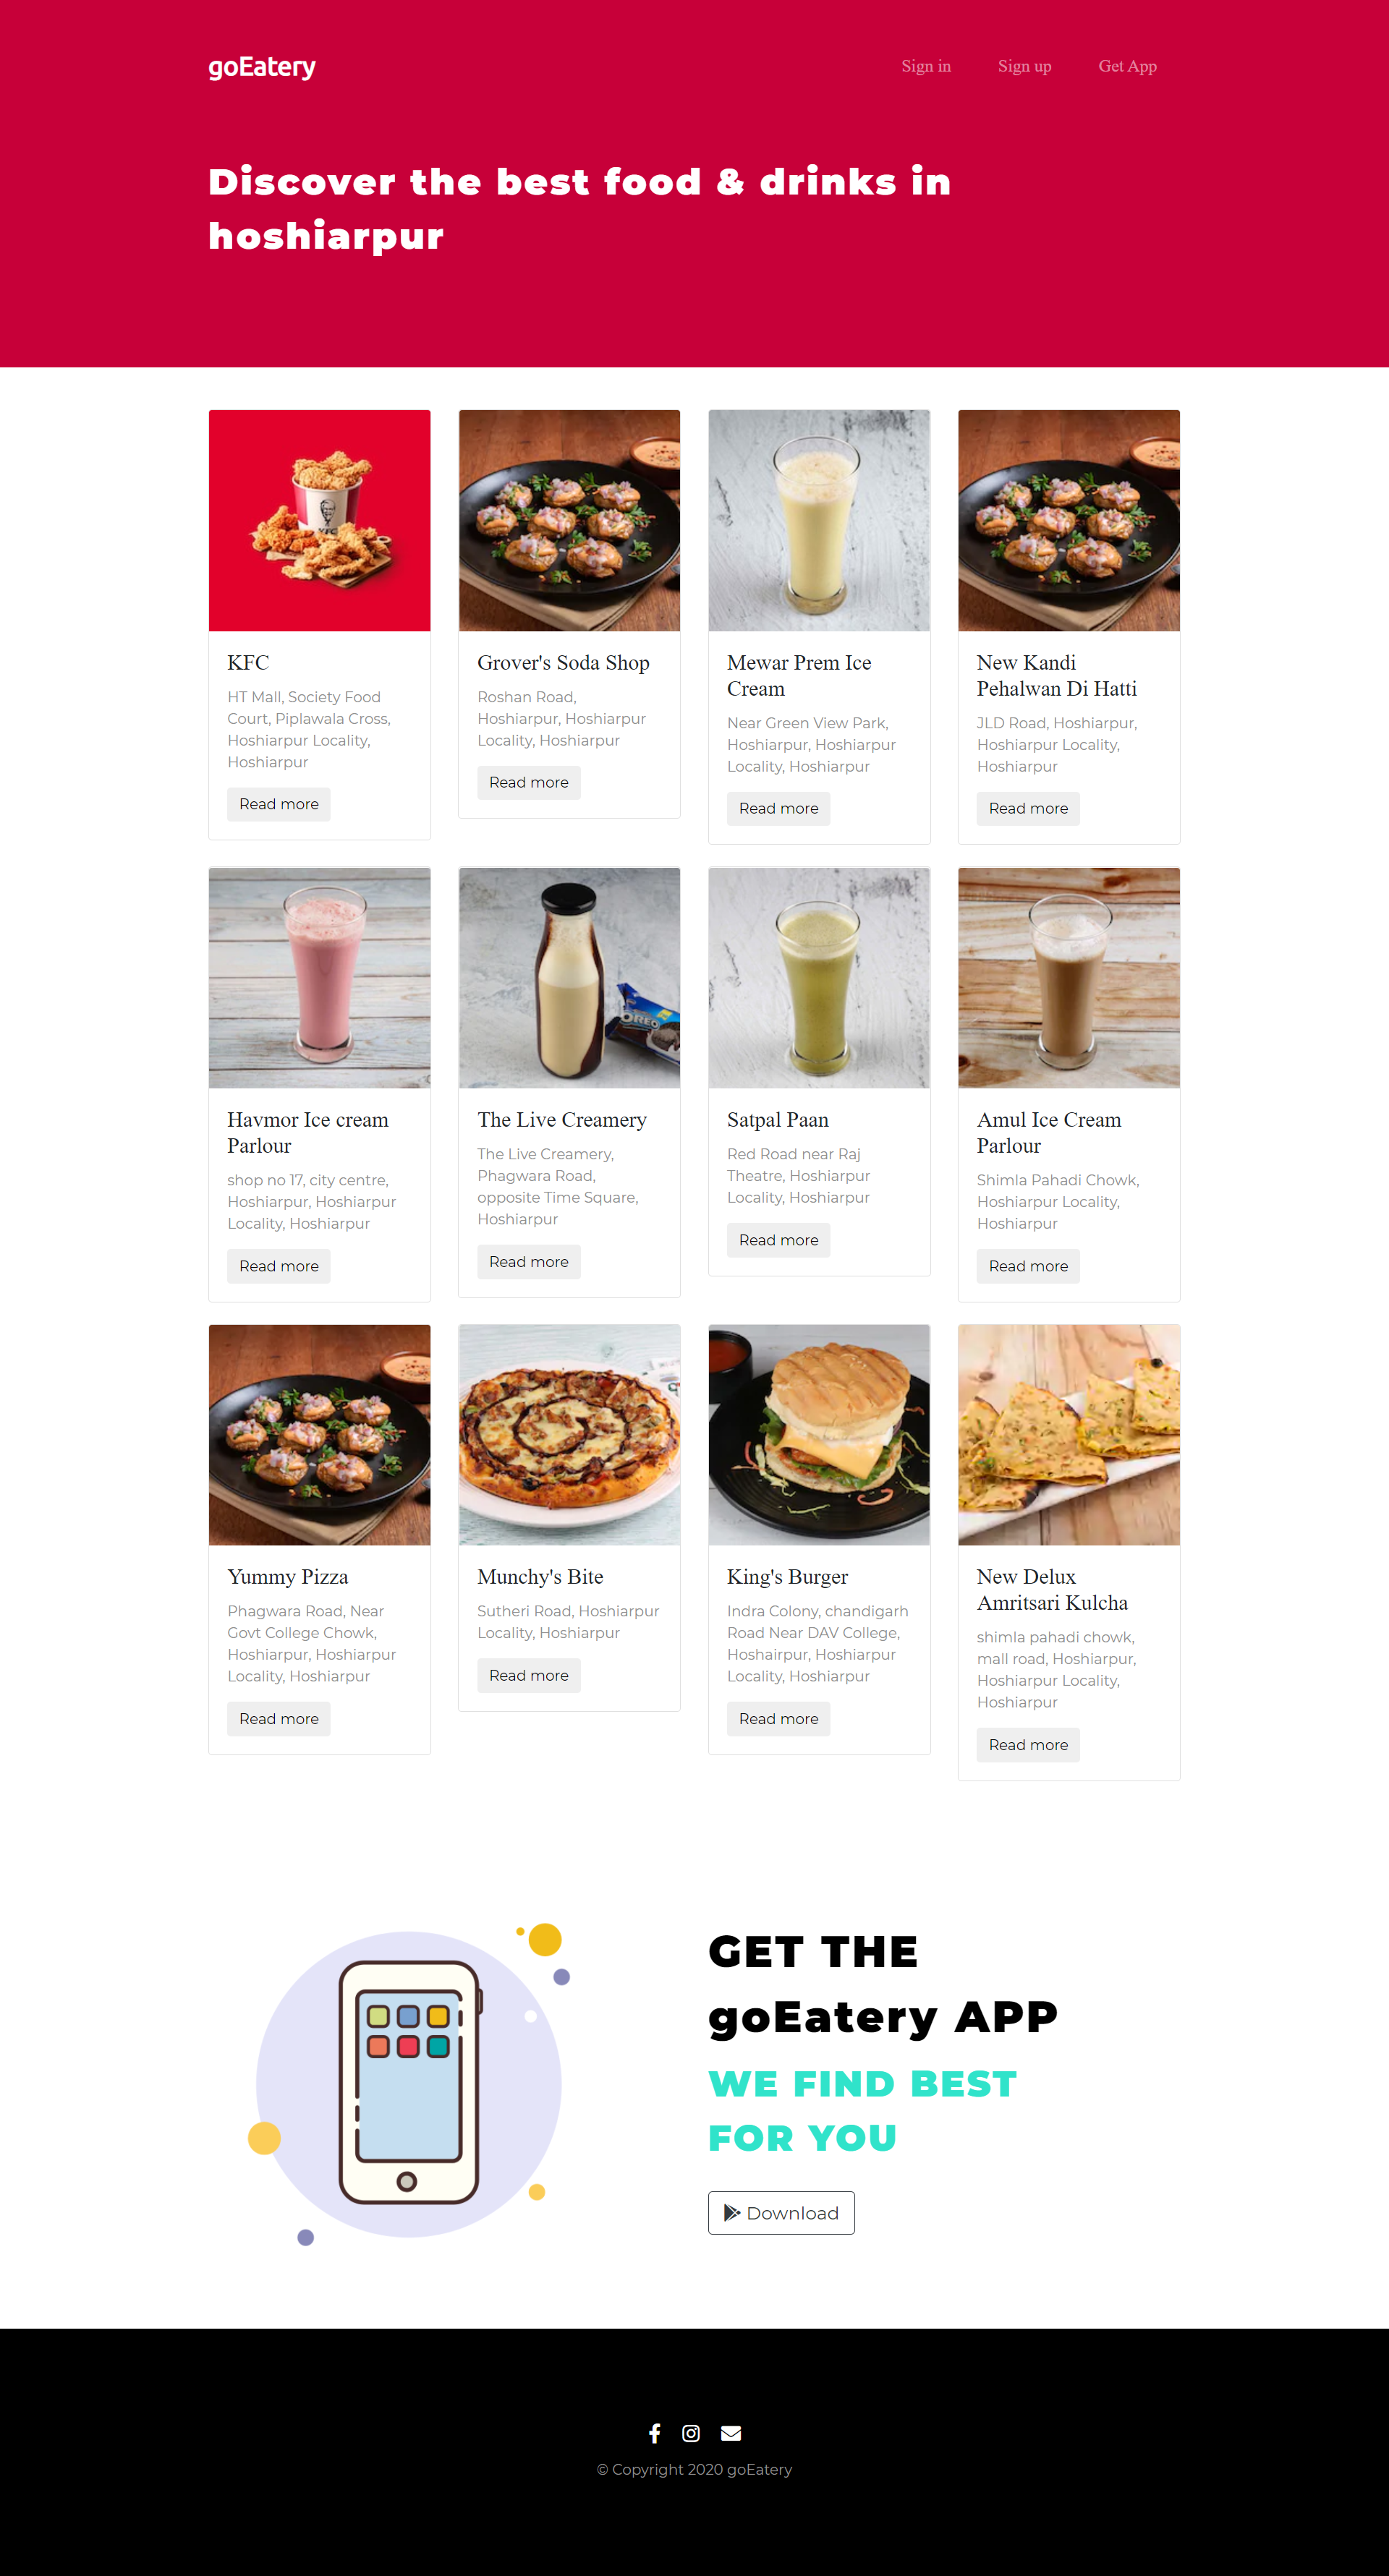 goEatery
Sign in
Sign up
Get App
Discover the best food & drinks in
hoshiarpur
KFC
KFC
HT Mall, Society Food
Court, Piplawala Cross,
Hoshiarpur Locality,
Hoshiarpur
Read more
Grover's Soda Shop
Roshan Road,
Hoshiarpur, Hoshiarpur
Locality, Hoshiarpur
Read more
Mewar Prem Ice
Cream
Near Green View Park,
Hoshiarpur, Hoshiarpur
Locality, Hoshiarpur
Read more
New Kandi
Pehalwan Di Hatti
JLD Road, Hoshiarpur,
Hoshiarpur Locality,
Hoshiarpur
Read more
Havmor Ice cream
Parlour
shop no 17, city centre,
Hoshiarpur, Hoshiarpur
Locality, Hoshiarpur
Read more
OREO
The Live Creamery
The Live Creamery,
Phagwara Road,
opposite Time Square,
Hoshiarpur
Read more
Satpal Paan
Red Road near Raj
Theatre, Hoshiarpur
Locality, Hoshiarpur
Read more
Amul Ice Cream
Parlour
Shimla Pahadi Chowk,
Hoshiarpur Locality,
Hoshiarpur
Read more
Yummy Pizza
Phagwara Road, Near
Govt College Chowk,
Hoshiarpur, Hoshiarpur
Locality, Hoshiarpur
Read more
Munchy's Bite
Sutheri Road, Hoshiarpur
Locality, Hoshiarpur
Read more
King's Burger
Indra Colony, chandigarh
Road Near DAV College,
Hoshairpur, Hoshiarpur
Locality, Hoshiarpur
Read more
New Delux
Amritsari Kulcha
shimla pahadi chowk,
mall road, Hoshiarpur,
Hoshiarpur Locality,
Hoshiarpur
Read more
GET THE
goEatery APP
WE FIND BEST
FOR YOU
Download
© Copyright 2020 goEatery